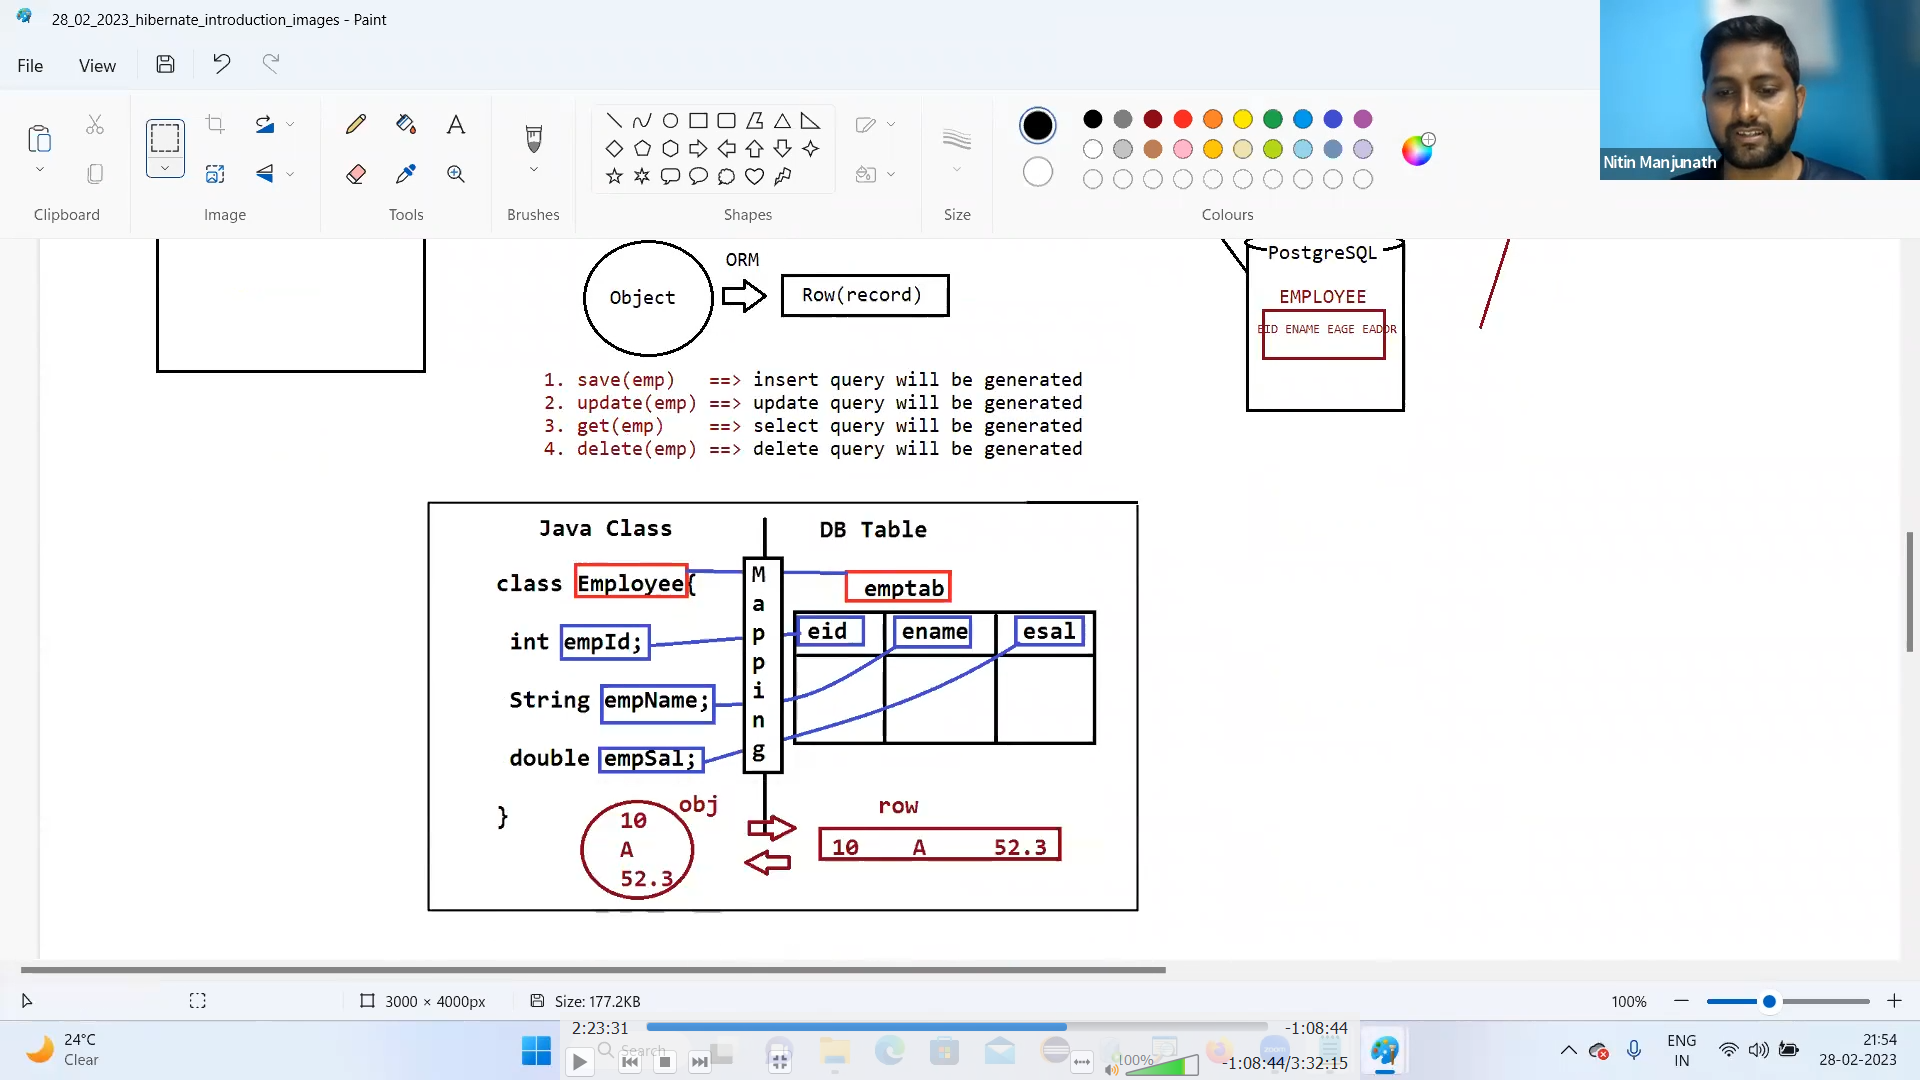 28_02_2023_hibernate_introduction_images - Paint
File View
Clipboard Image Tools Brushes Shapes Size Colours
Nitin Manjunath
ORM
Object
Row(record)
PostgreSQL
EMPLOYEE
EID ENAME EAGE EADDR
1. save(emp) ==> insert query will be generated
2. update(emp) ==> update query will be generated
3. get(emp) ==> select query will be generated
4. delete(emp) ==> delete query will be generated
Java Class DB Table
class Employee{ emptab
Mapping
int empId; eid ename esal
String empName;
double empSal;
}
obj row
10
A
52.3
10 A 52.3
3000 × 4000px Size: 177.2KB 100%
24°C
Clear
2:23:31 -1:08:44
Search
100% -1:08:44/3:32:15
ENG
IN
21:54
28-02-2023